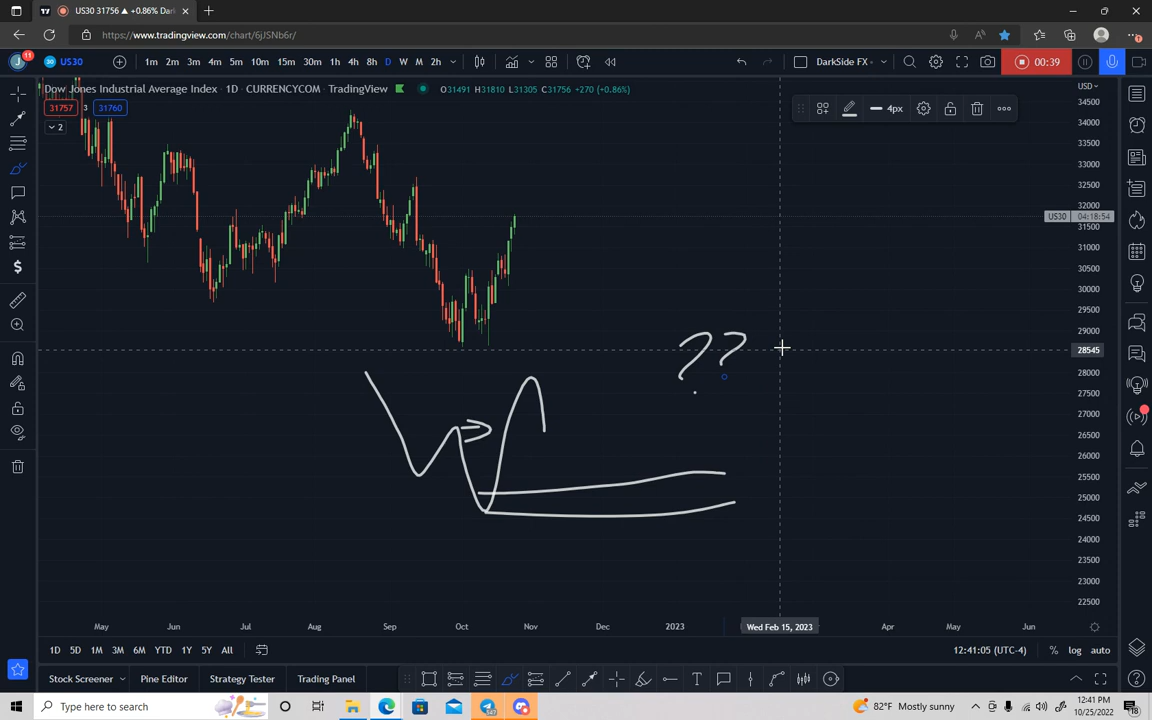 US30 31756 ▲ +0.86% Da
https://www.tradingview.com/chart/6jJSNb6r/
J 11 30 US30 1m 2m 3m 4m 5m 10m 15m 30m 1h 4h 8h D W M 2h DarkSide FX 00:39
Dow Jones Industrial Average Index · 1D · CURRENCYCOM · TradingView O31491 H31810 L31305 C31756 +270 (+0.86%)
31757 3 31760
2
4px
USD
34500
34000
33500
33000
32500
32000
US30 04:18:54
31500
31000
30500
30000
29500
29000
28545
28000
27500
27000
26500
26000
25500
25000
24500
24000
23500
23000
22500
??
May Jun Jul Aug Sep Oct Nov Dec 2023 Wed Feb 15, 2023 Apr May Jun
1D 5D 1M 3M 6M YTD 1Y 5Y All 12:41:05 (UTC-4) % log auto
Stock Screener Pine Editor Strategy Tester Trading Panel
Type here to search 82°F Mostly sunny 12:41 PM
10/25/2022 18